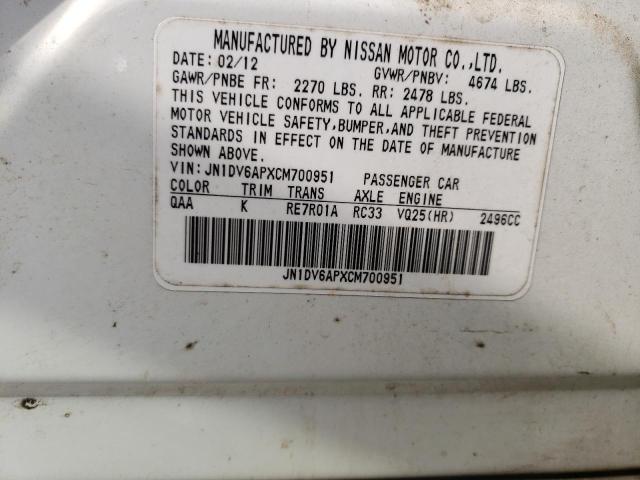 MANUFACTURED BY NISSAN MOTOR CO.,LTD.
DATE: 02/12 GVWR/PNBV: 4674 LBS.
GAWR/PNBE FR: 2270 LBS. RR: 2478 LBS.
THIS VEHICLE CONFORMS TO ALL APPLICABLE FEDERAL
MOTOR VEHICLE SAFETY,BUMPER,AND THEFT PREVENTION
STANDARDS IN EFFECT ON THE DATE OF MANUFACTURE
SHOWN ABOVE.
VIN:JN1DV6APXCM700951 PASSENGER CAR
COLOR TRIM TRANS AXLE ENGINE
QAA K RE7R01A RC33 VQ25(HR) 2496CC
JN1DV6APXCM700951